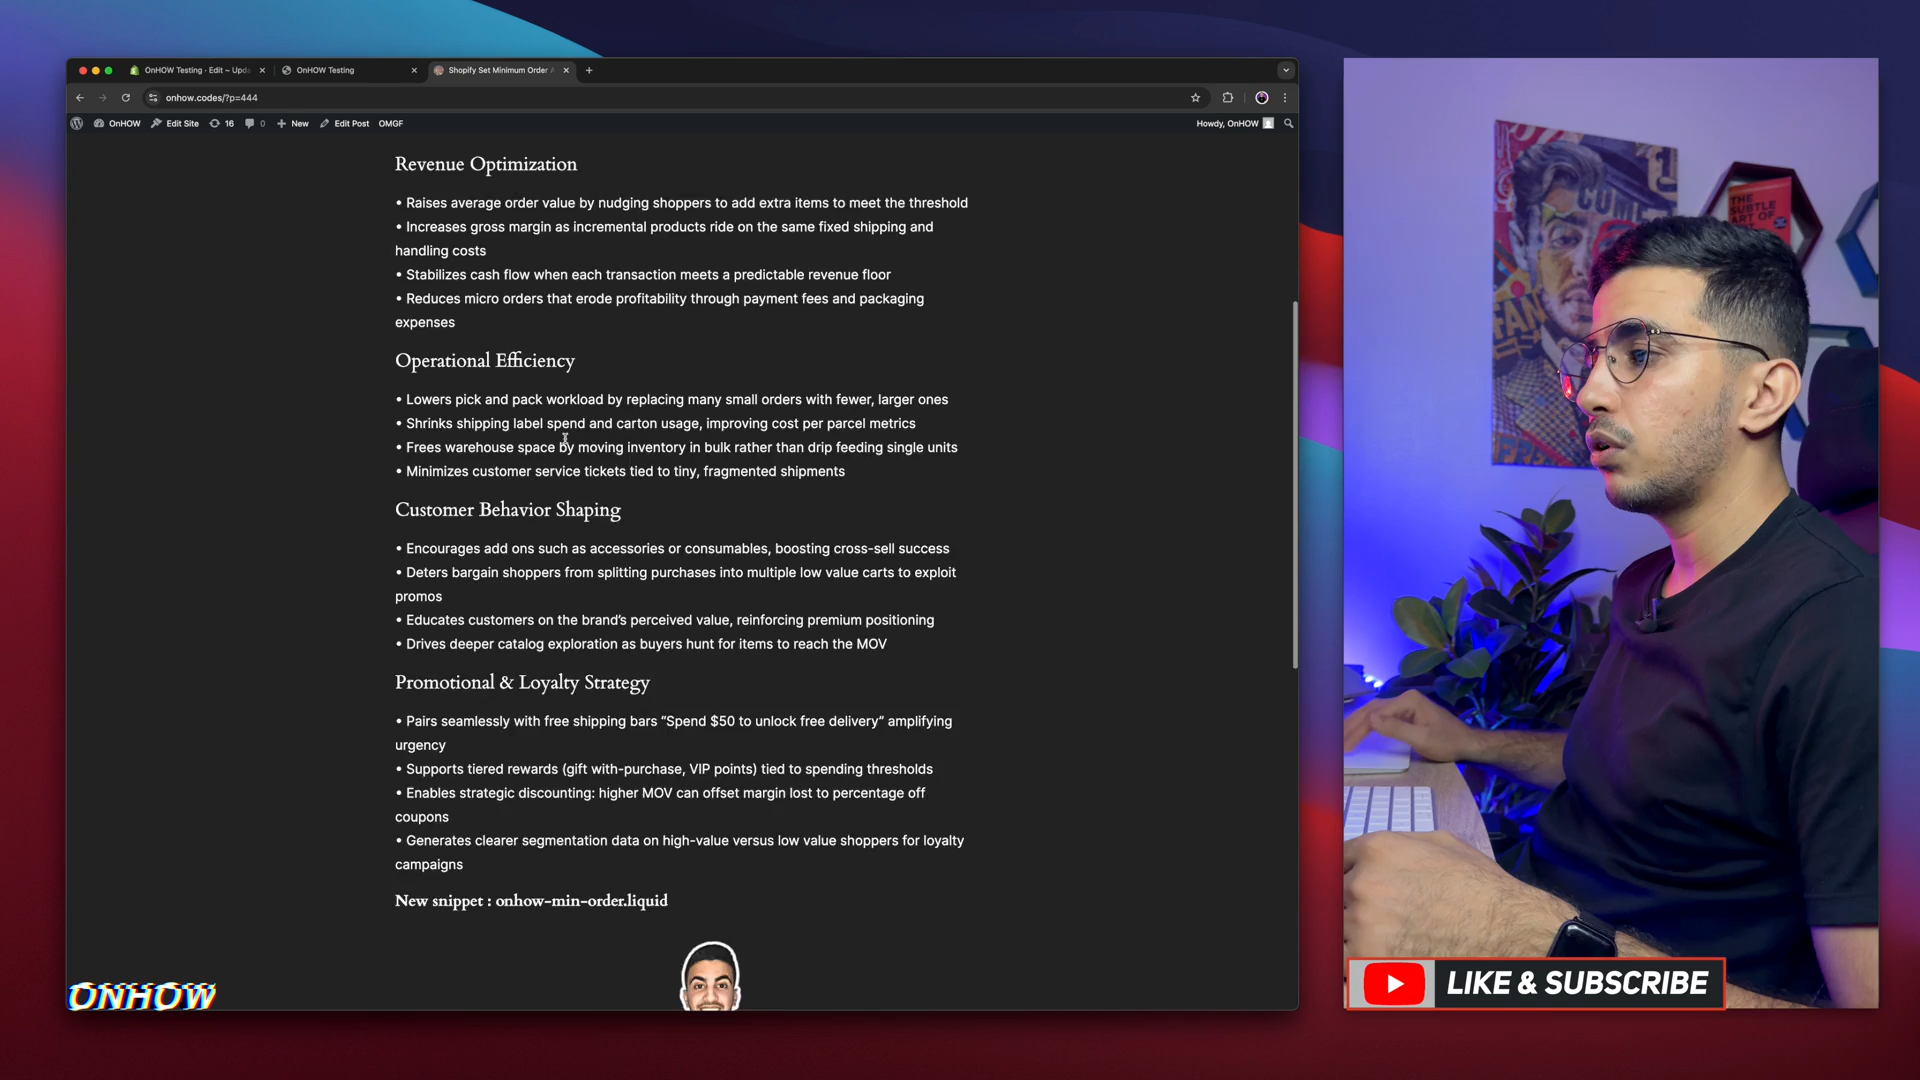 OnHOW Testing · Edit ~ Upda
OnHOW Testing
Shopify Set Minimum Order A
onhow.codes/?p=444
OnHOW
Edit Site
16
0
New
Edit Post
OMGF
Howdy, OnHOW
Revenue Optimization
• Raises average order value by nudging shoppers to add extra items to meet the threshold
• Increases gross margin as incremental products ride on the same fixed shipping and
handling costs
• Stabilizes cash flow when each transaction meets a predictable revenue floor
• Reduces micro orders that erode profitability through payment fees and packaging
expenses
Operational Efficiency
• Lowers pick and pack workload by replacing many small orders with fewer, larger ones
• Shrinks shipping label spend and carton usage, improving cost per parcel metrics
• Frees warehouse space by moving inventory in bulk rather than drip feeding single units
• Minimizes customer service tickets tied to tiny, fragmented shipments
Customer Behavior Shaping
• Encourages add ons such as accessories or consumables, boosting cross-sell success
• Deters bargain shoppers from splitting purchases into multiple low value carts to exploit
promos
• Educates customers on the brand’s perceived value, reinforcing premium positioning
• Drives deeper catalog exploration as buyers hunt for items to reach the MOV
Promotional & Loyalty Strategy
• Pairs seamlessly with free shipping bars “Spend $50 to unlock free delivery” amplifying
urgency
• Supports tiered rewards (gift with-purchase, VIP points) tied to spending thresholds
• Enables strategic discounting: higher MOV can offset margin lost to percentage off
coupons
• Generates clearer segmentation data on high-value versus low value shoppers for loyalty
campaigns
New snippet : onhow-min-order.liquid
ONHOW
THE
SUBTLE
ART OF
LIKE & SUBSCRIBE